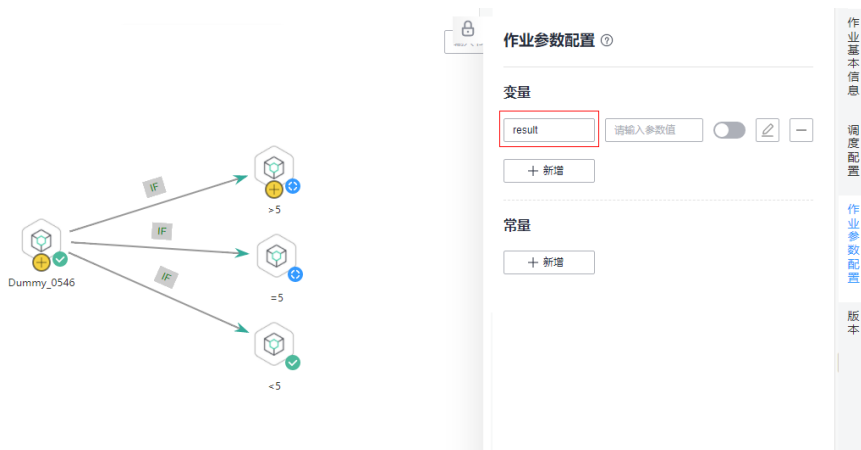 作业参数配置
变量
result
请输入参数值
新增
常量
新增
IF
>5
IF
Dummy_0546
=5
IF
<5
作业基本信息
调度配置
作业参数配置
版本